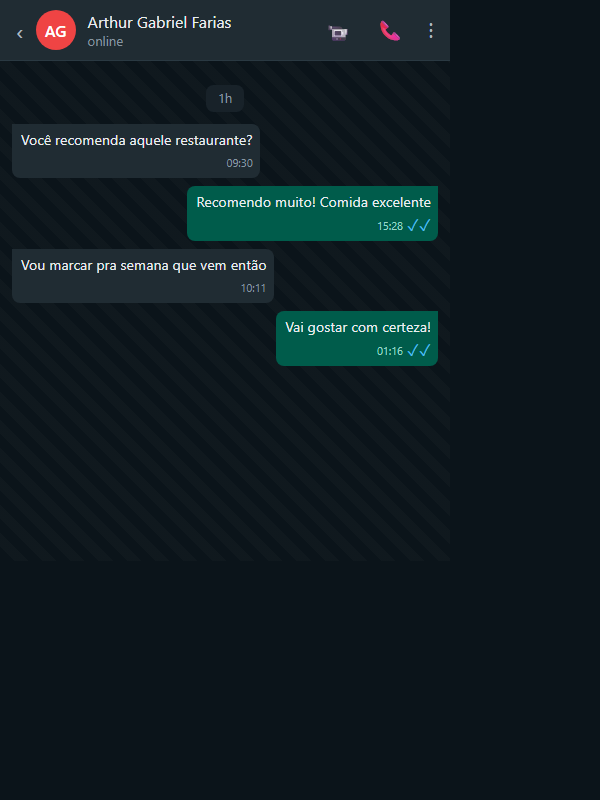 AG
Arthur Gabriel Farias
online
1h
Você recomenda aquele restaurante?
09:30
Recomendo muito! Comida excelente
15:28
Vou marcar pra semana que vem então
10:11
Vai gostar com certeza!
01:16